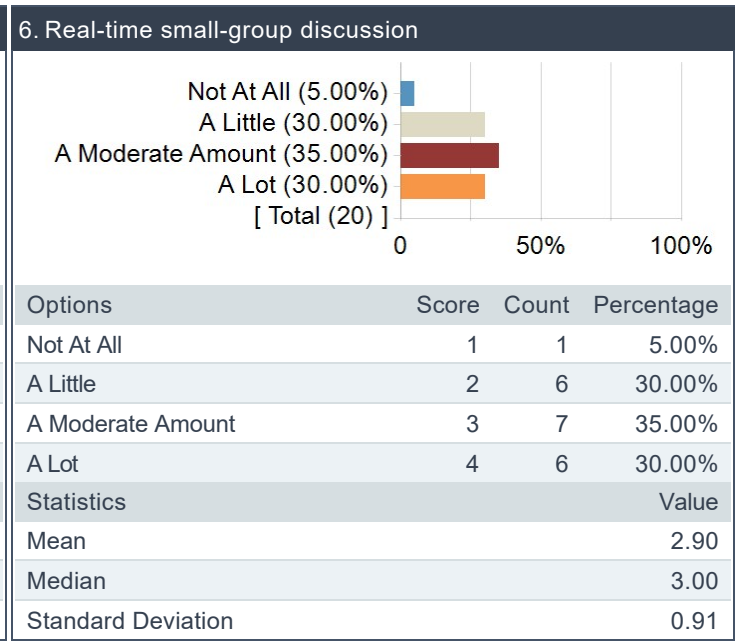 6. Real-time small-group discussion
Not At All (5.00%)
A Little (30.00%)
A Moderate Amount (35.00%)
A Lot (30.00%)
[ Total (20) ]
0 50% 100%
Options Score Count Percentage
Not At All 1 1 5.00%
A Little 2 6 30.00%
A Moderate Amount 3 7 35.00%
A Lot 4 6 30.00%
Statistics Value
Mean 2.90
Median 3.00
Standard Deviation 0.91